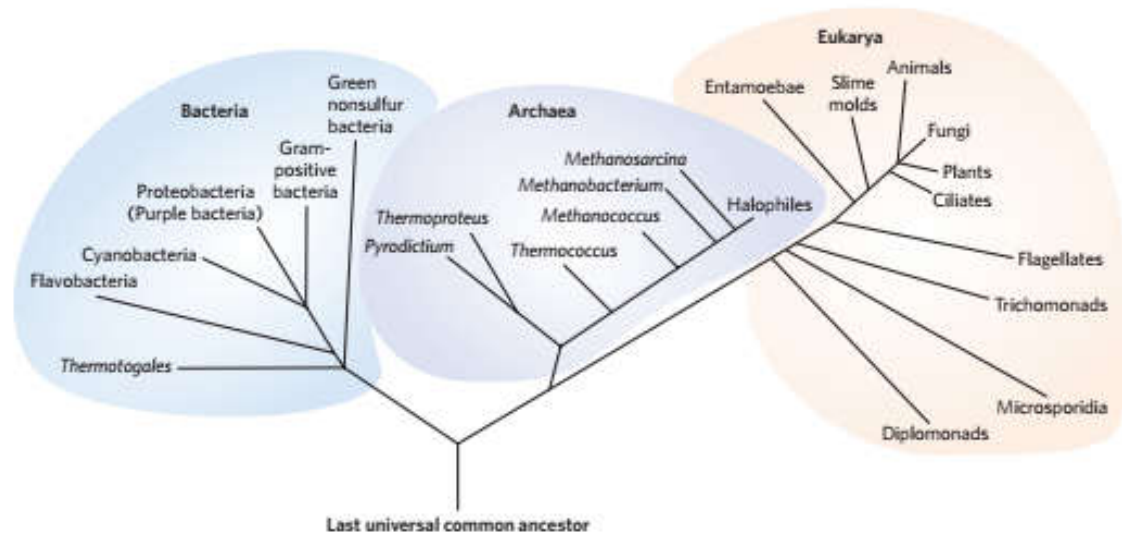 Eukarya
Animals
Entamoebae
Slime
molds
Green
nonsulfur
bacteria
Bacteria
Archaea
Fungi
Gram-
positive
bacteria
Methanosarcina
Plants
Proteobacteria
(Purple bacteria)
Methanobacterium
Ciliates
Halophiles
Thermoproteus
Methanococcus
Pyrodictium
Thermococcus
Cyanobacteria
Flagellates
Flavobacteria
Trichomonads
Thermotogales
Microsporidia
Diplomonads
Last universal common ancestor